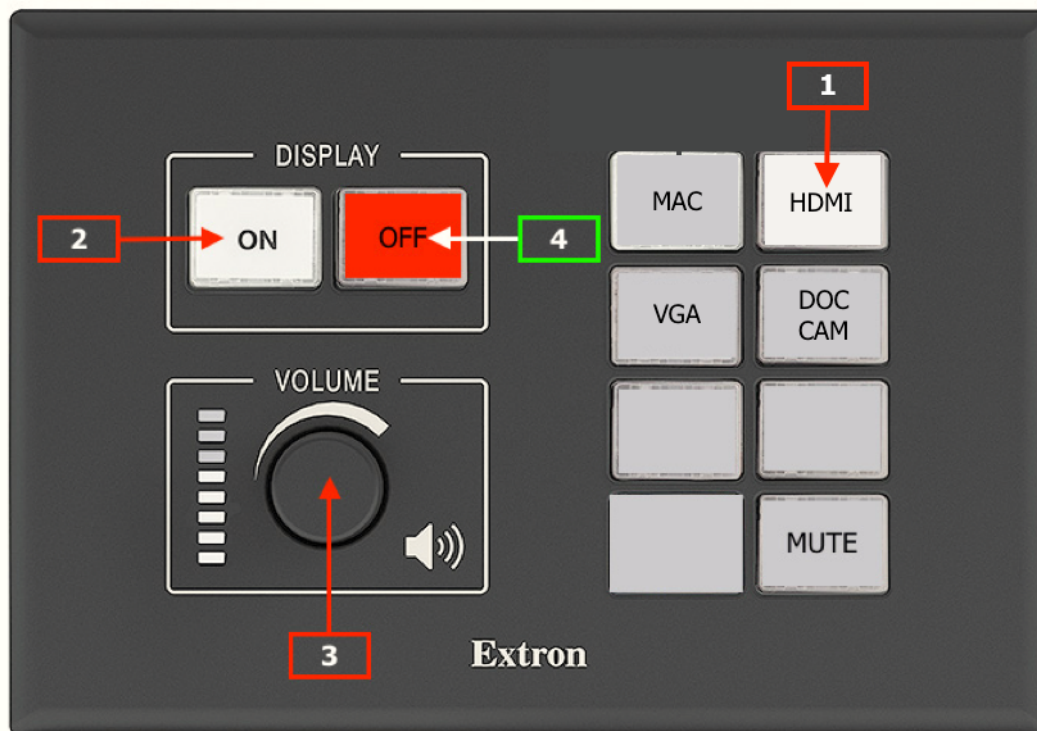 1
DISPLAY
MAC
HDMI
2
ON
OFF
4
VGA
DOC
CAM
VOLUME
MUTE
3
Extron